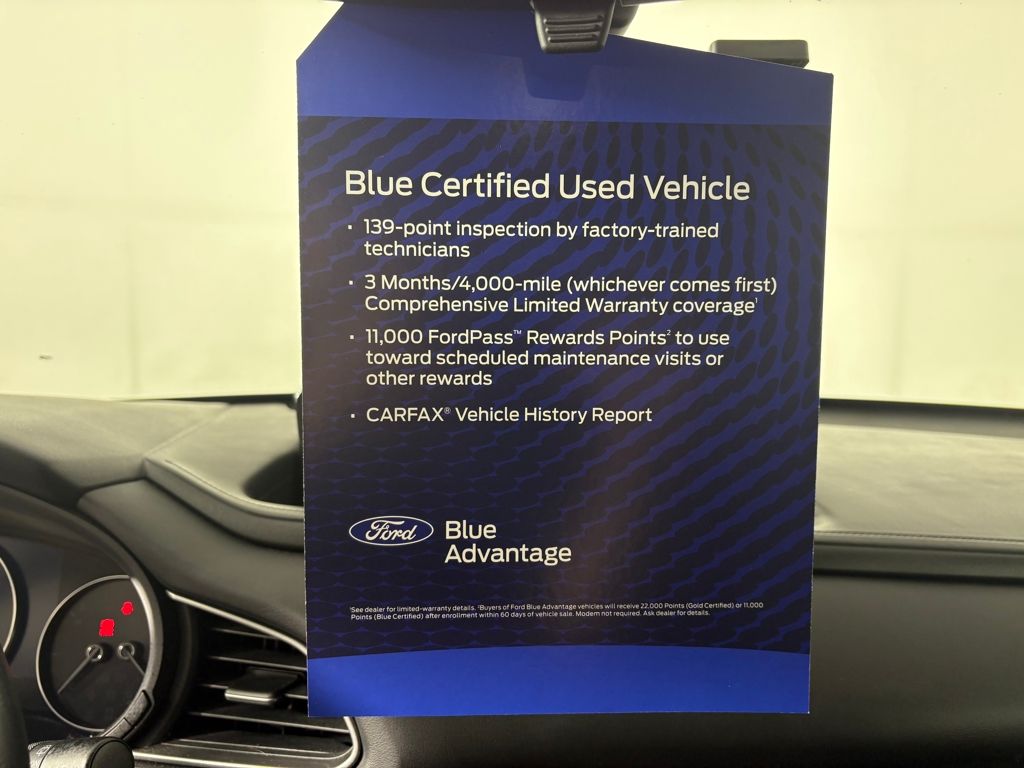 Blue Certified Used Vehicle
· 139-point inspection by factory-trained
technicians
· 3 Months/4,000-mile (whichever comes first)
Comprehensive Limited Warranty coverage¹
· 11,000 FordPass™ Rewards Points² to use
toward scheduled maintenance visits or
other rewards
· CARFAX® Vehicle History Report
Ford
Blue
Advantage
¹See dealer for limited-warranty details. ²Buyers of Ford Blue Advantage vehicles will receive 22,000 Points (Gold Certified) or 11,000
Points (Blue Certified) after enrollment within 60 days of vehicle sale. Modem not required. Ask dealer for details.